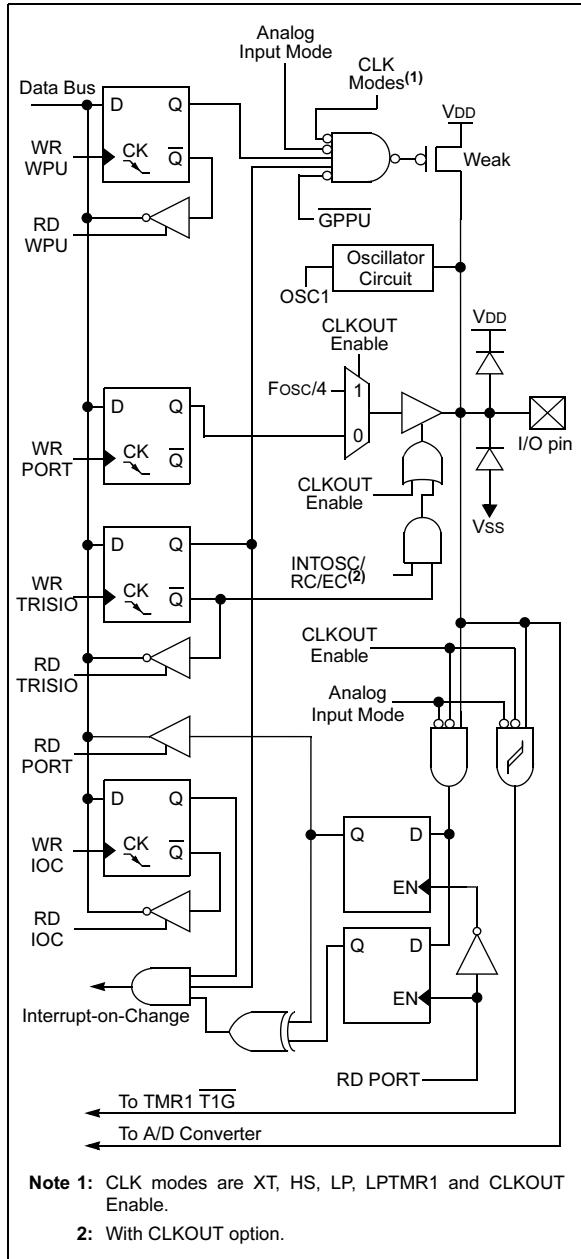 Analog
Input Mode
CLK
Modes(1)
Data Bus
D Q
VDD
WR
WPU
CK Q
Weak
RD
WPU
GPPU
Oscillator
Circuit
OSC1
CLKOUT
Enable
VDD
FOSC/4
1
D Q
0
I/O pin
WR
PORT
CK Q
CLKOUT
Enable
VSS
D Q
INTOSC/
RC/EC(2)
WR
TRISIO
CK Q
CLKOUT
Enable
RD
TRISIO
Analog
Input Mode
RD
PORT
D Q
Q D
WR
IOC
CK Q
EN
RD
IOC
Q D
EN
Interrupt-on-Change
RD PORT
To TMR1 T1G
To A/D Converter
Note 1: CLK modes are XT, HS, LP, LPTMR1 and CLKOUT
Enable.
2: With CLKOUT option.